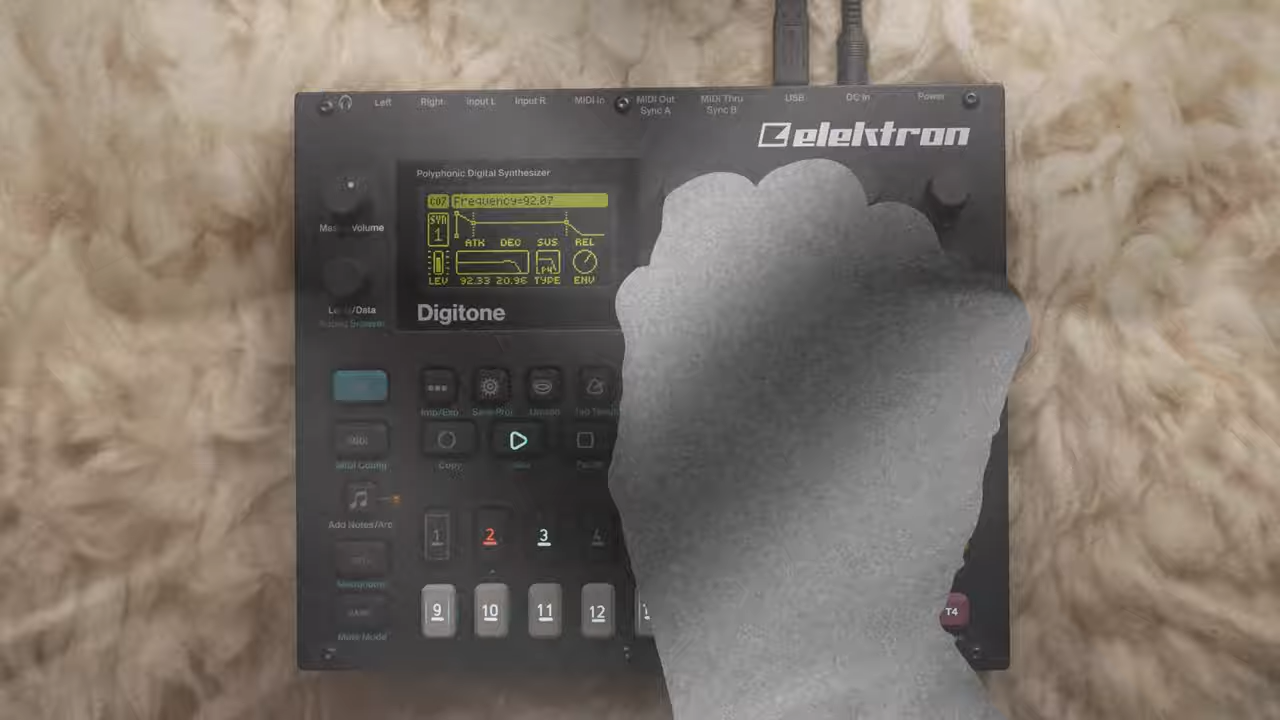 Left Right Input L Input R MIDI In MIDI Out MIDI Thru USB DC In Power
Sync A Sync B
elektron
Polyphonic Digital Synthesizer
C07 Frequency=92.07
SYN
1
ATK DEC SUS REL
LEV 92.33 20.96 TYPE ENV
Volume
Digitone
/Data
Imp/Exp Save Proj
Copy
Add Notes/Arc
1 2 3 4
9 10 11 12
T4
Mute Mode